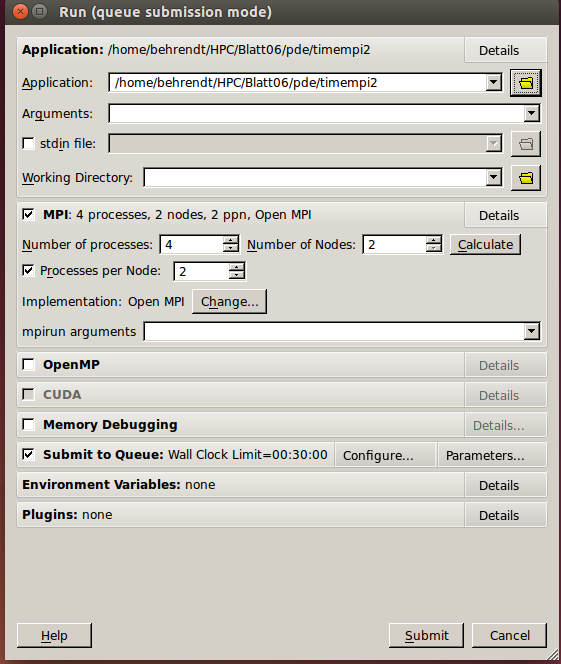 Run (queue submission mode)
Application: /home/behrendt/HPC/Blatt06/pde/timempi2 Details
Application: /home/behrendt/HPC/Blatt06/pde/timempi2
Arguments:
stdin file:
Working Directory:
MPI: 4 processes, 2 nodes, 2 ppn, Open MPI Details
Number of processes: 4 Number of Nodes: 2 Calculate
Processes per Node: 2
Implementation: Open MPI Change...
mpirun arguments
OpenMP Details
CUDA Details
Memory Debugging Details...
Submit to Queue: Wall Clock Limit=00:30:00 Configure... Parameters...
Environment Variables: none Details
Plugins: none Details
Help Submit Cancel